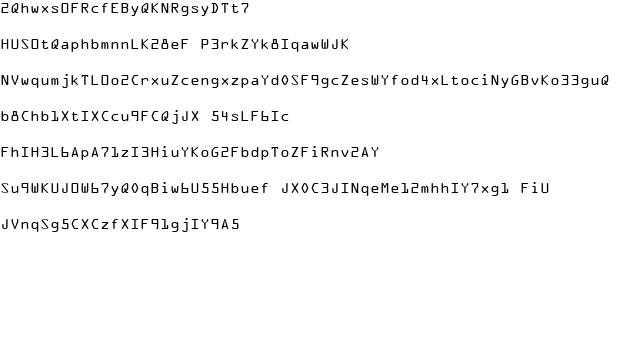 2QhwxsOFRcfEByQKNRgsyDTt7
HUSOtQaphbmnnLK28eF P3rkZYk8IqawWJK
NVwqumjkTLOo2CrxuZcengxzpaYd0SF9gcZesWYfod4xLtociNyGBvKo33guQ
b8Chb1XtIXCcu9FCQjJX 54sLF6Ic
FhIH3L6ApA71zI3HiuYKoG2FbdpToZFiRnv2AY
Su9WKUJOW67yQ0qBiw6U55Hbuef JX0C3JINqeMe12mhhIY7xg1 FiU
JVnqSg5CXCzfXIF91gjIY9A5